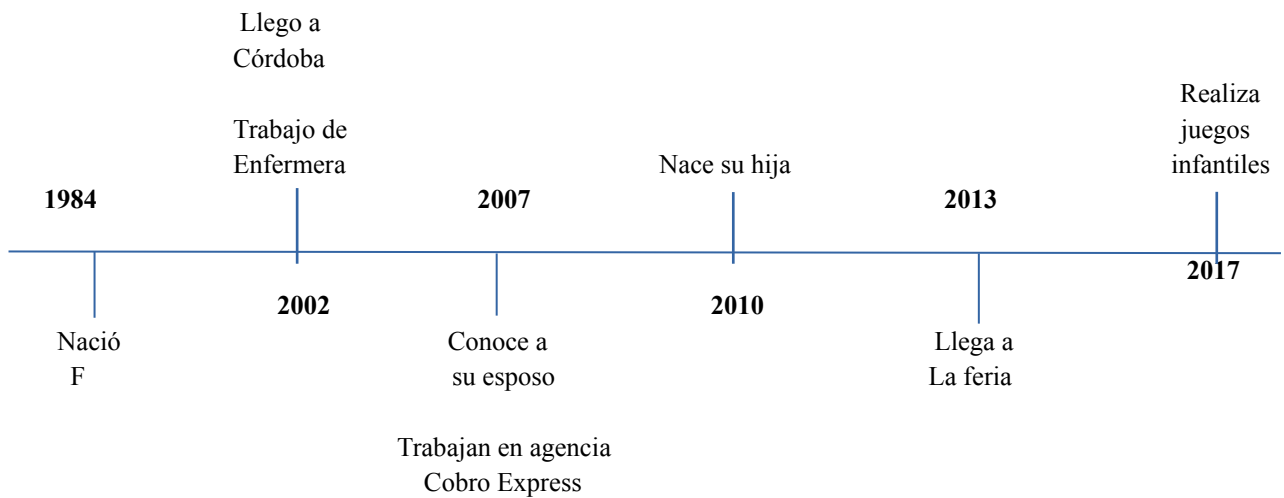 Llego a
Córdoba
Trabajo de
Enfermera
Nace su hija
Realiza
juegos
infantiles
1984
2007
2013
2002
2010
2017
Nació
F
Conoce a
su esposo
Llega a
La feria
Trabajan en agencia
Cobro Express